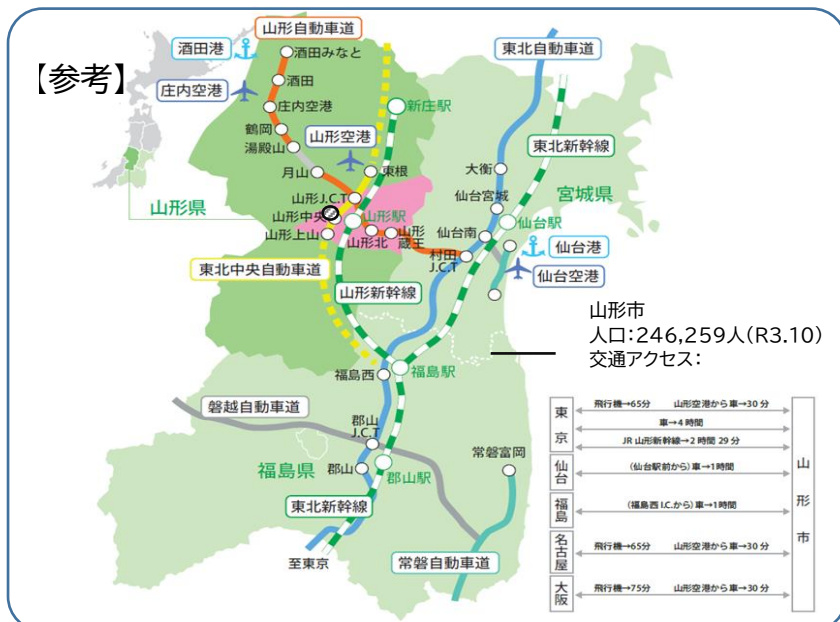 【参考】
山形自動車道
酒田港
酒田みなと
酒田
庄内空港
庄内空港
鶴岡
湯殿山
月山
山形空港
新庄駅
東根
東北自動車道
東北新幹線
大衡
仙台宮城
宮城県
仙台駅
仙台南
仙台港
仙台空港
山形県
山形J.C.T
山形中央
山形駅
山形上山
山形北
山形
蔵王
村田
J.C.T
東北中央自動車道
山形新幹線
山形市
人口:246,259人(R3.10)
交通アクセス:
福島西
福島駅
磐越自動車道
郡山
J.C.T
福島県
郡山
郡山駅
常磐富岡
東北新幹線
至東京
常磐自動車道
東京
飛行機→65分 山形空港から車→30分
車→4時間
JR山形新幹線→2時間29分
仙台
(仙台駅前から)車→1時間
福島
(福島西I.C.から)車→1時間
名古屋
飛行機→65分 山形空港から車→30分
大阪
飛行機→75分 山形空港から車→30分
山形市